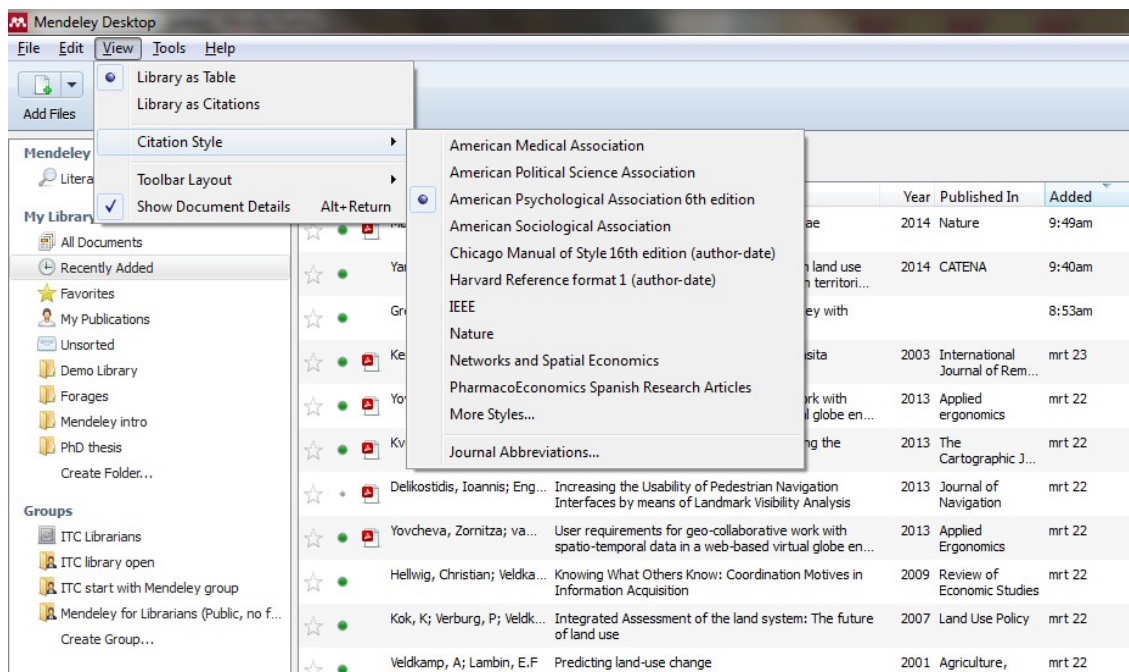 Mendeley Desktop
File Edit View Tools Help
Library as Table
Library as Citations
Add Files
Citation Style
Toolbar Layout
Show Document Details Alt+Return
American Medical Association
American Political Science Association
American Psychological Association 6th edition
American Sociological Association
Chicago Manual of Style 16th edition (author-date)
Harvard Reference format 1 (author-date)
IEEE
Nature
Networks and Spatial Economics
PharmacoEconomics Spanish Research Articles
More Styles...
Journal Abbreviations...
Mendeley
Litera
My Library
All Documents
Recently Added
Favorites
My Publications
Unsorted
Demo Library
Forages
Mendeley intro
PhD thesis
Create Folder...
Groups
ITC Librarians
ITC library open
ITC start with Mendeley group
Mendeley for Librarians (Public, no f...
Create Group...
Year Published In Added
ae 2014 Nature 9:49am
Yar land use 2014 CATENA 9:40am
territori...
Gr ey with 8:53am
Ke sita 2003 International mrt 23
Journal of Rem...
Yo rk with 2013 Applied mrt 22
l globe en... ergonomics
Kv ng the 2013 The mrt 22
Cartographic J...
Delikostidis, Ioannis; Eng... Increasing the Usability of Pedestrian Navigation 2013 Journal of mrt 22
Interfaces by means of Landmark Visibility Analysis Navigation
Yovcheva, Zornitza; va... User requirements for geo-collaborative work with 2013 Applied mrt 22
spatio-temporal data in a web-based virtual globe en... Ergonomics
Hellwig, Christian; Veldka... Knowing What Others Know: Coordination Motives in 2009 Review of mrt 22
Information Acquisition Economic Studies
Kok, K; Verburg, P; Veldk... Integrated Assessment of the land system: The future 2007 Land Use Policy mrt 22
of land use
Veldkamp, A; Lambin, E.F Predicting land-use change 2001 Agriculture, mrt 22